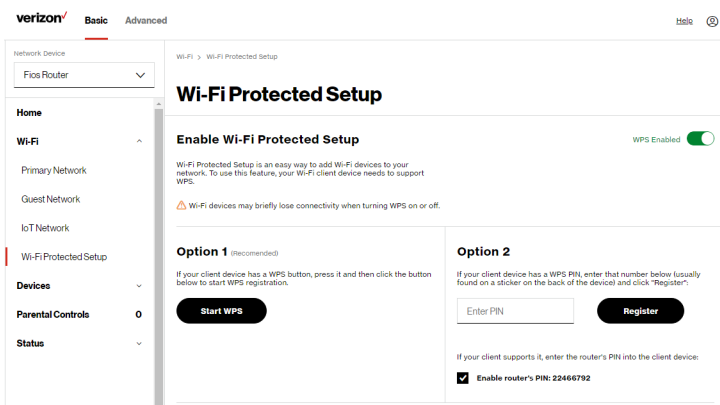 verizon✓ Basic Advanced Help
Network Device
Fios Router
Home
Wi-Fi
Primary Network
Guest Network
IoT Network
Wi-Fi Protected Setup
Devices
Parental Controls 0
Status
Wi-Fi > Wi-Fi Protected Setup
Wi-Fi Protected Setup
Enable Wi-Fi Protected Setup
WPS Enabled
Wi-Fi Protected Setup is an easy way to add Wi-Fi devices to your
network. To use this feature, your Wi-Fi client device needs to support
WPS.
Wi-Fi devices may briefly lose connectivity when turning WPS on or off.
Option 1 (Recomended)
If your client device has a WPS button, press it and then click the button
below to start WPS registration.
Start WPS
Option 2
If your client device has a WPS PIN, enter that number below (usually
found on a sticker on the back of the device) and click "Register":
Enter PIN
Register
If your client supports it, enter the router's PIN into the client device:
Enable router's PIN: 22466792